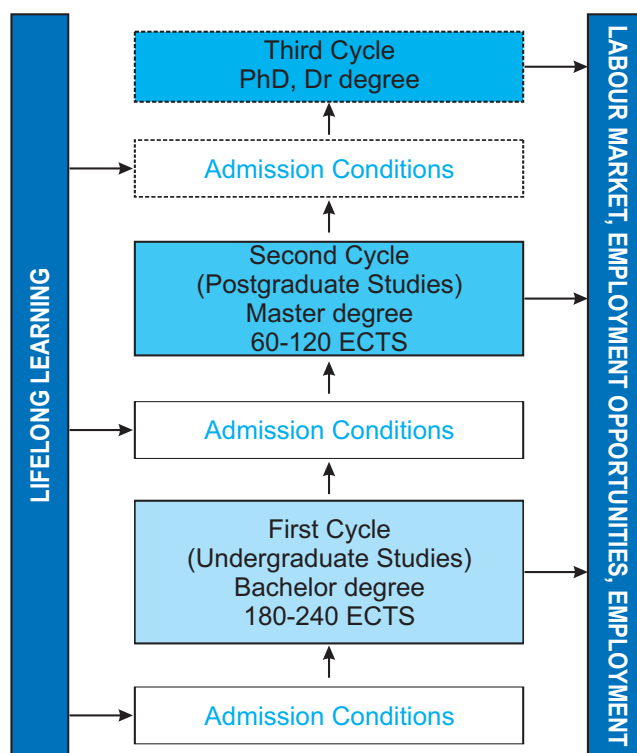 Third Cycle
PhD, Dr degree
Admission Conditions
Second Cycle
(Postgraduate Studies)
Master degree
60-120 ECTS
Admission Conditions
First Cycle
(Undergraduate Studies)
Bachelor degree
180-240 ECTS
Admission Conditions
LIFELONG LEARNING
LABOUR MARKET, EMPLOYMENT OPPORTUNITIES, EMPLOYMENT